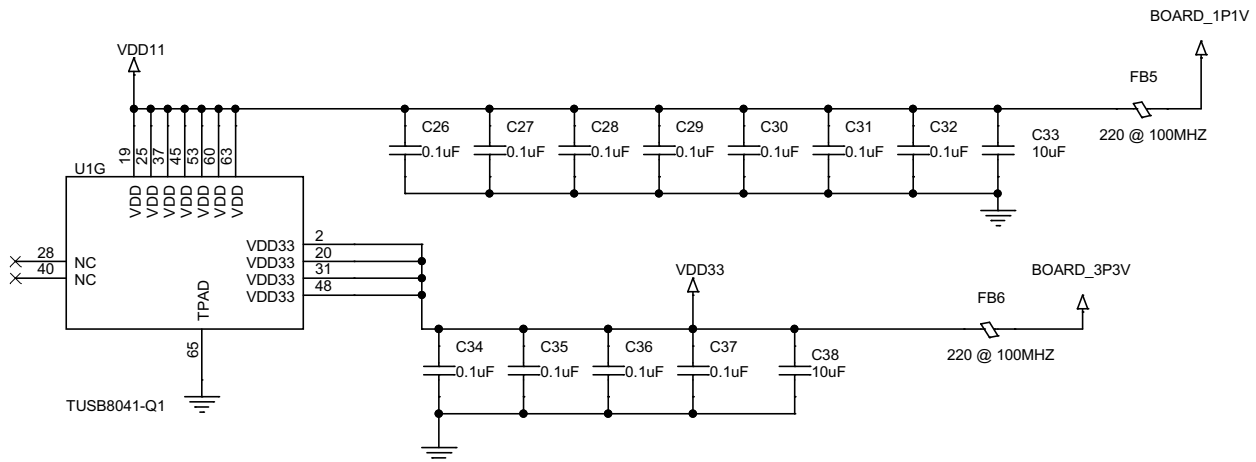 BOARD_1P1V
VDD11
FB5
220 @ 100MHZ
C26
0.1uF
C27
0.1uF
C28
0.1uF
C29
0.1uF
C30
0.1uF
C31
0.1uF
C32
0.1uF
C33
10uF
19
25
37
45
53
60
63
U1G
VDD
VDD
VDD
VDD
VDD
VDD
VDD
28
NC
40
NC
VDD33
2
VDD33
20
VDD33
31
VDD33
48
TPAD
65
TUSB8041-Q1
VDD33
BOARD_3P3V
FB6
220 @ 100MHZ
C34
0.1uF
C35
0.1uF
C36
0.1uF
C37
0.1uF
C38
10uF